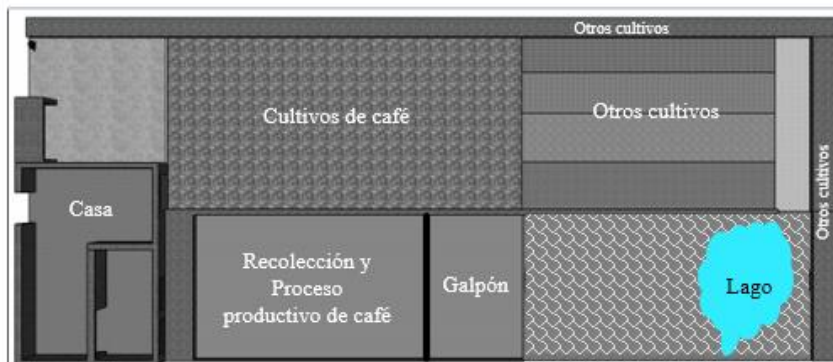 Otros cultivos
Cultivos de café
Otros cultivos
Otros cultivos
Casa
Recolección y
Proceso
productivo de café
Galpón
Lago